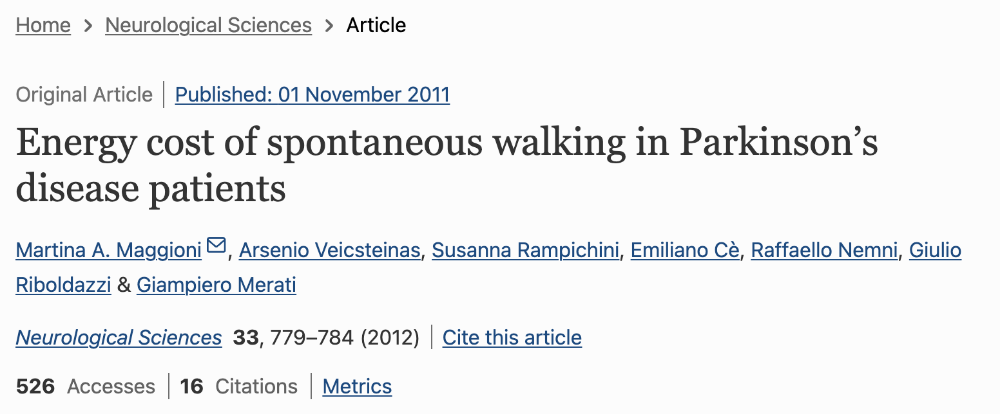 Home > Neurological Sciences > Article
Original Article | Published: 01 November 2011
Energy cost of spontaneous walking in Parkinson’s
disease patients
Martina A. Maggioni, Arsenio Veicsteinas, Susanna Rampichini, Emiliano Cè, Raffaello Nemni, Giulio
Riboldazzi & Giampiero Merati
Neurological Sciences 33, 779–784 (2012) | Cite this article
526 Accesses | 16 Citations | Metrics